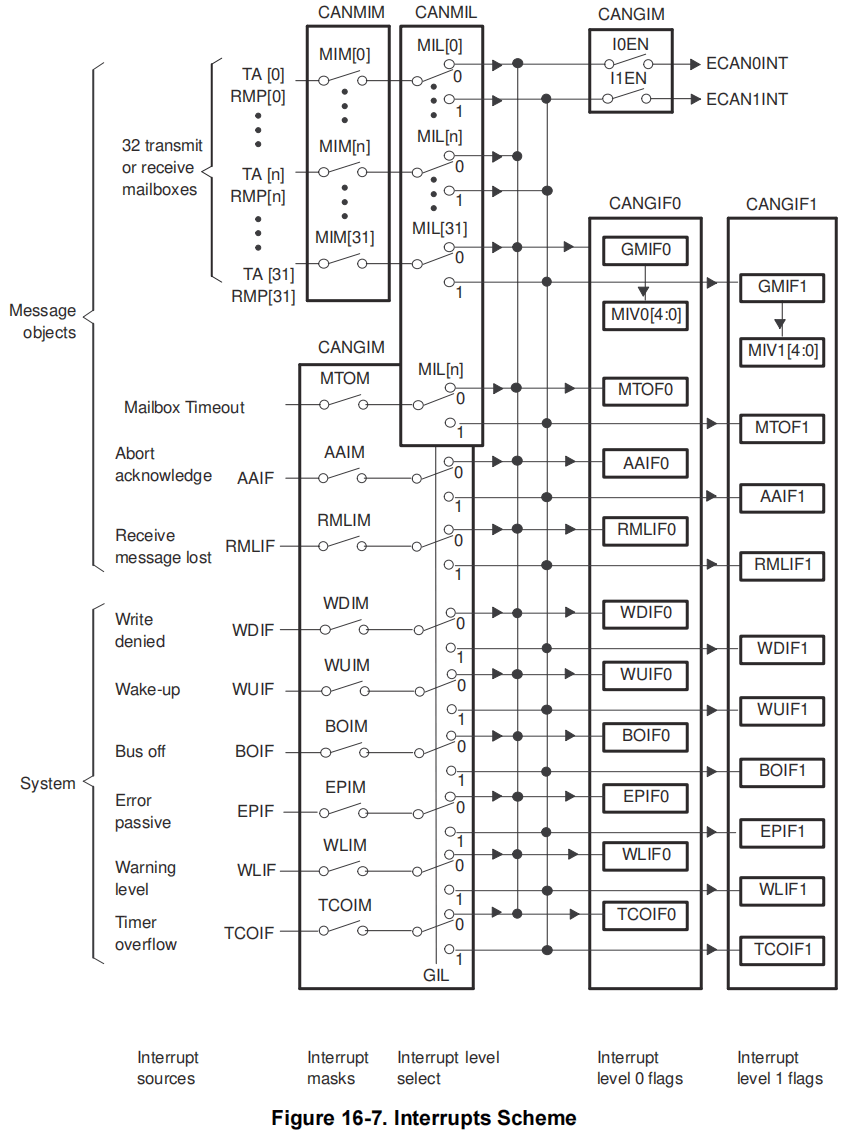 CANMIM
CANMIL
CANGIM
MIM[0]
MIL[0]
I0EN
ECAN0INT
TA [0]
RMP[0]
0
I1EN
ECAN1INT
1
32 transmit
or receive
mailboxes
MIM[n]
MIL[n]
TA [n]
RMP[n]
0
1
CANGIF0
CANGIF1
MIM[31]
MIL[31]
GMIF0
0
TA [31]
RMP[31]
1
GMIF1
MIV0[4:0]
Message
objects
CANGIM
MIV1[4:0]
MTOM
MIL[n]
Mailbox Timeout
0
MTOF0
1
MTOF1
Abort
acknowledge
AAIF
AAIM
0
AAIF0
1
AAIF1
Receive
message lost
RMLIF
RMLIM
0
RMLIF0
1
RMLIF1
Write
denied
WDIF
WDIM
0
WDIF0
1
WDIF1
Wake-up
WUIF
WUIM
0
WUIF0
1
WUIF1
System
Bus off
BOIF
BOIM
0
BOIF0
1
BOIF1
Error
passive
EPIF
EPIM
0
EPIF0
1
EPIF1
Warning
level
WLIF
WLIM
0
WLIF0
1
WLIF1
Timer
overflow
TCOIF
TCOIM
0
TCOIF0
1
TCOIF1
GIL
Interrupt
sources
Interrupt
masks
Interrupt level
select
Interrupt
level 0 flags
Interrupt
level 1 flags
Figure 16-7. Interrupts Scheme